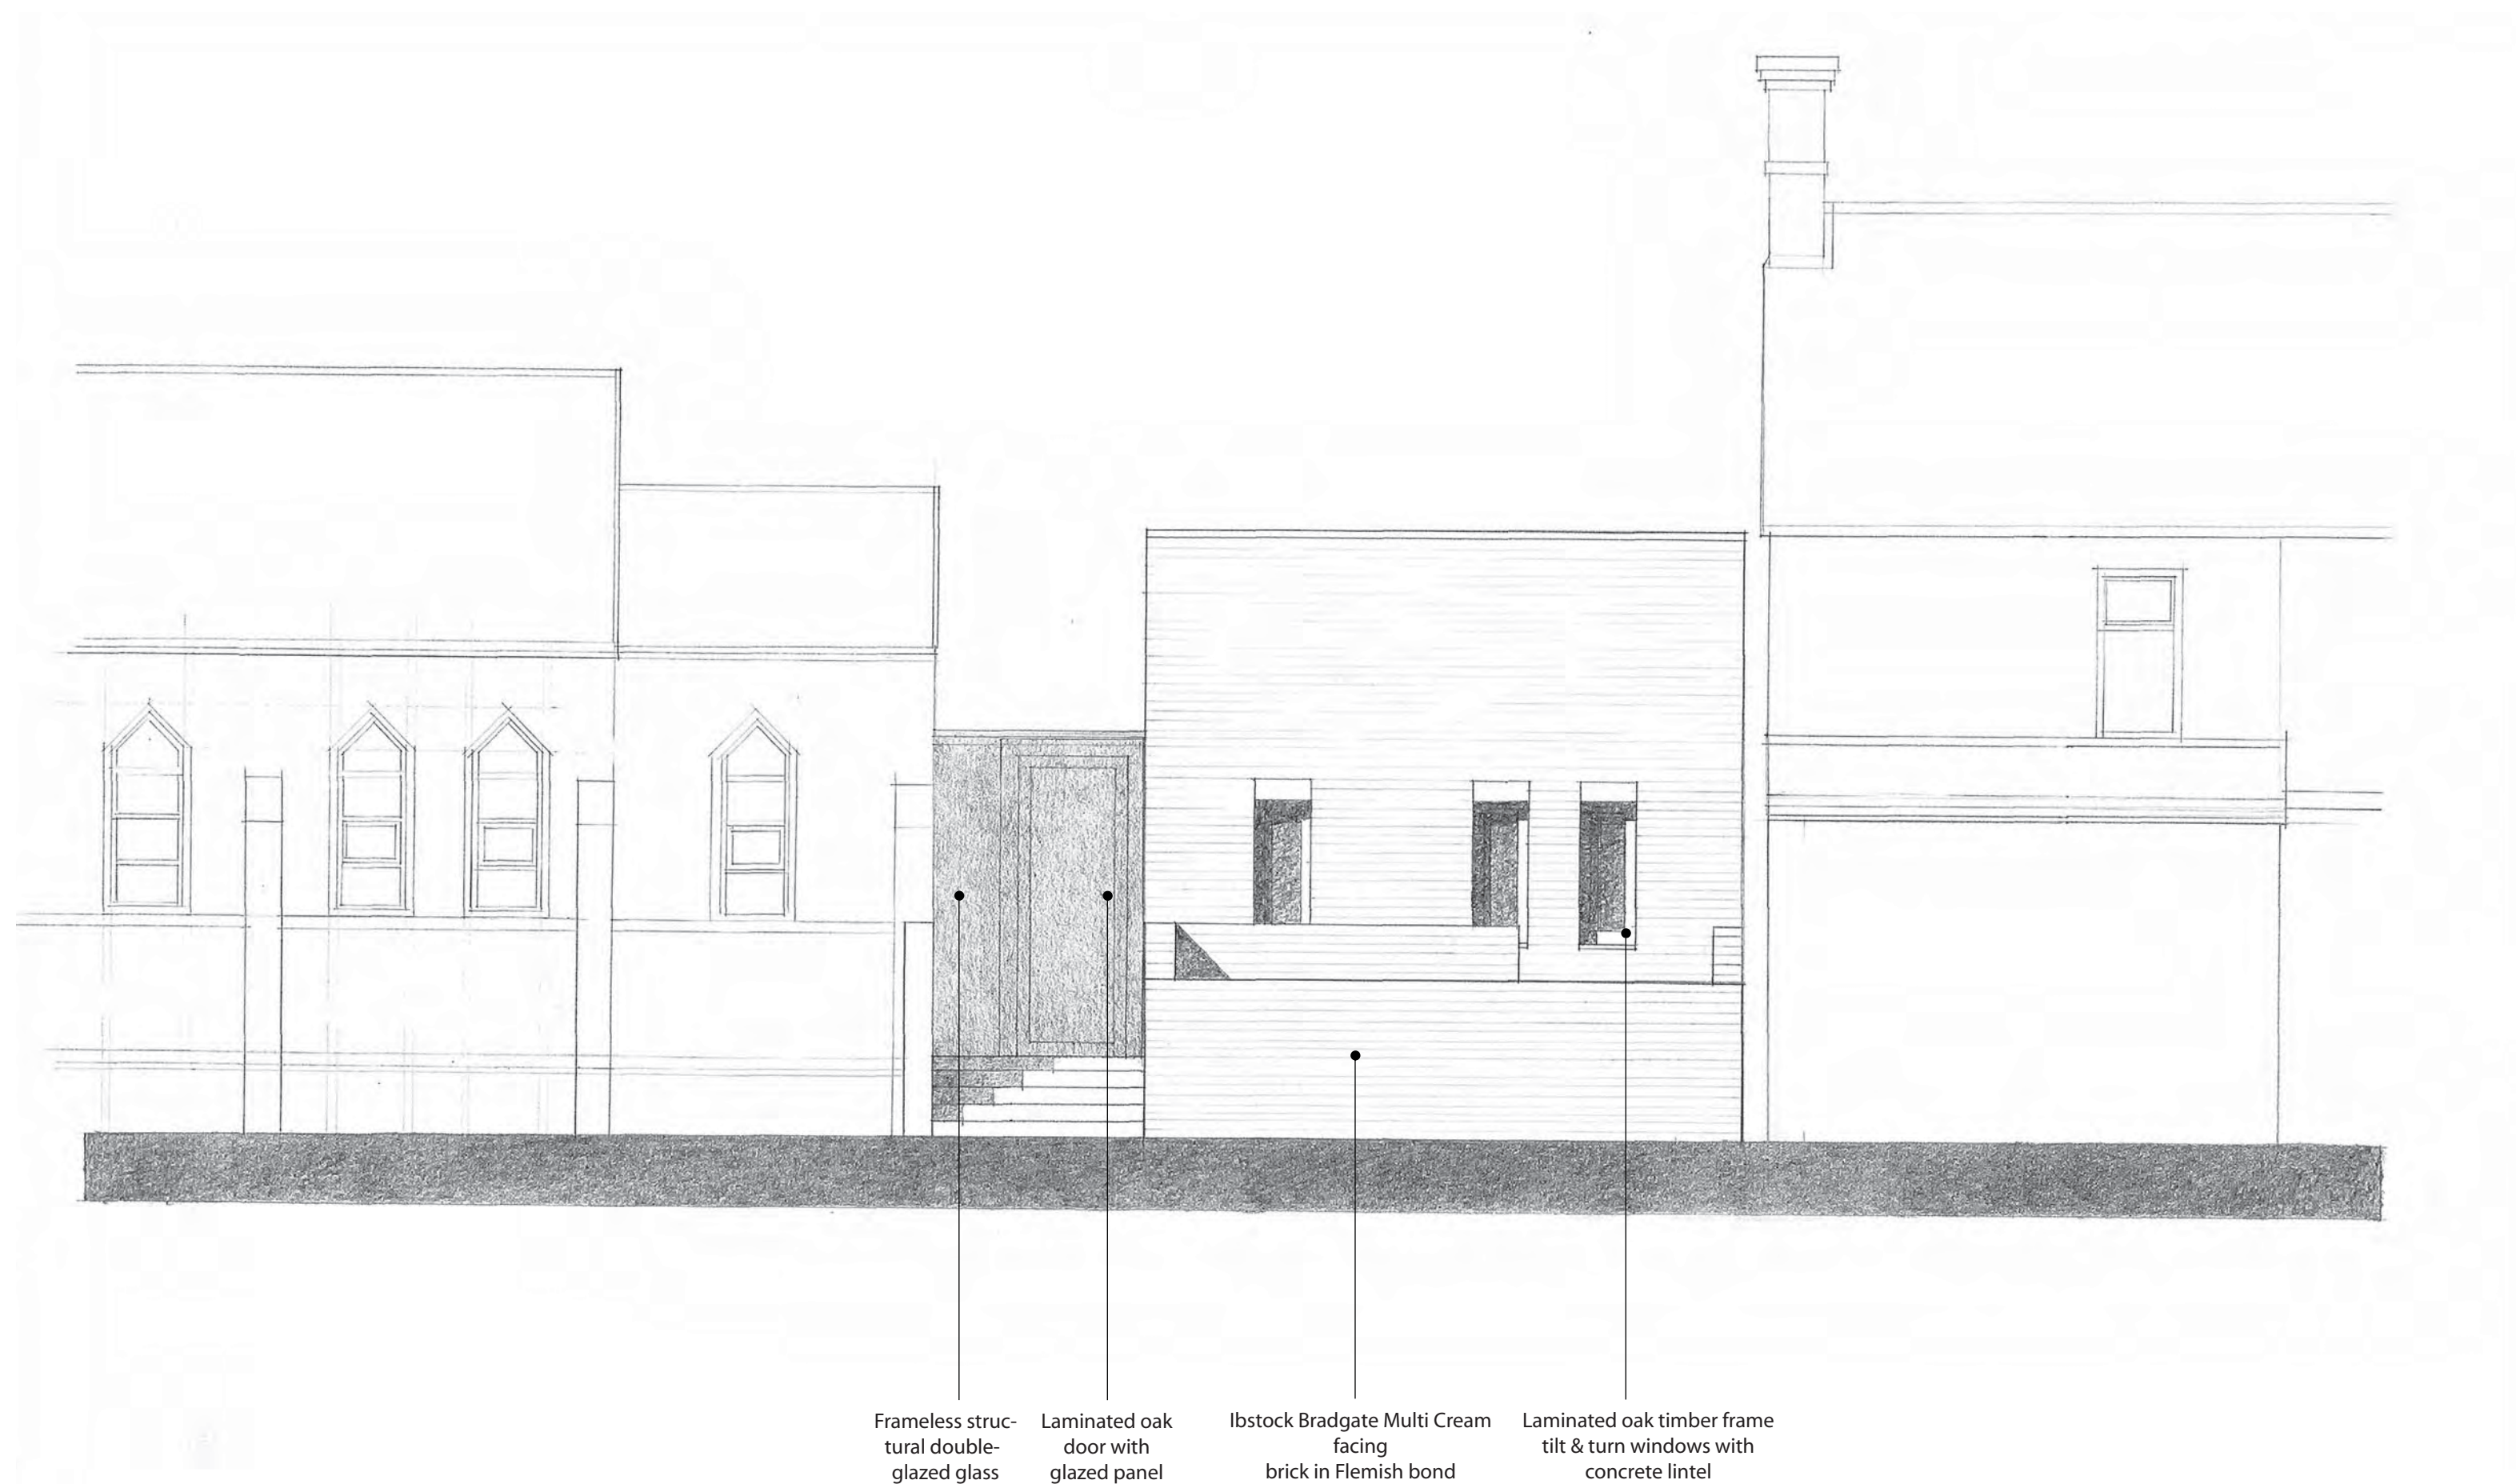 Frameless struc-
tural double-
glazed glass
Laminated oak
door with
glazed panel
Ibstock Bradgate Multi Cream
facing
brick in Flemish bond
Laminated oak timber frame
tilt & turn windows with
concrete lintel